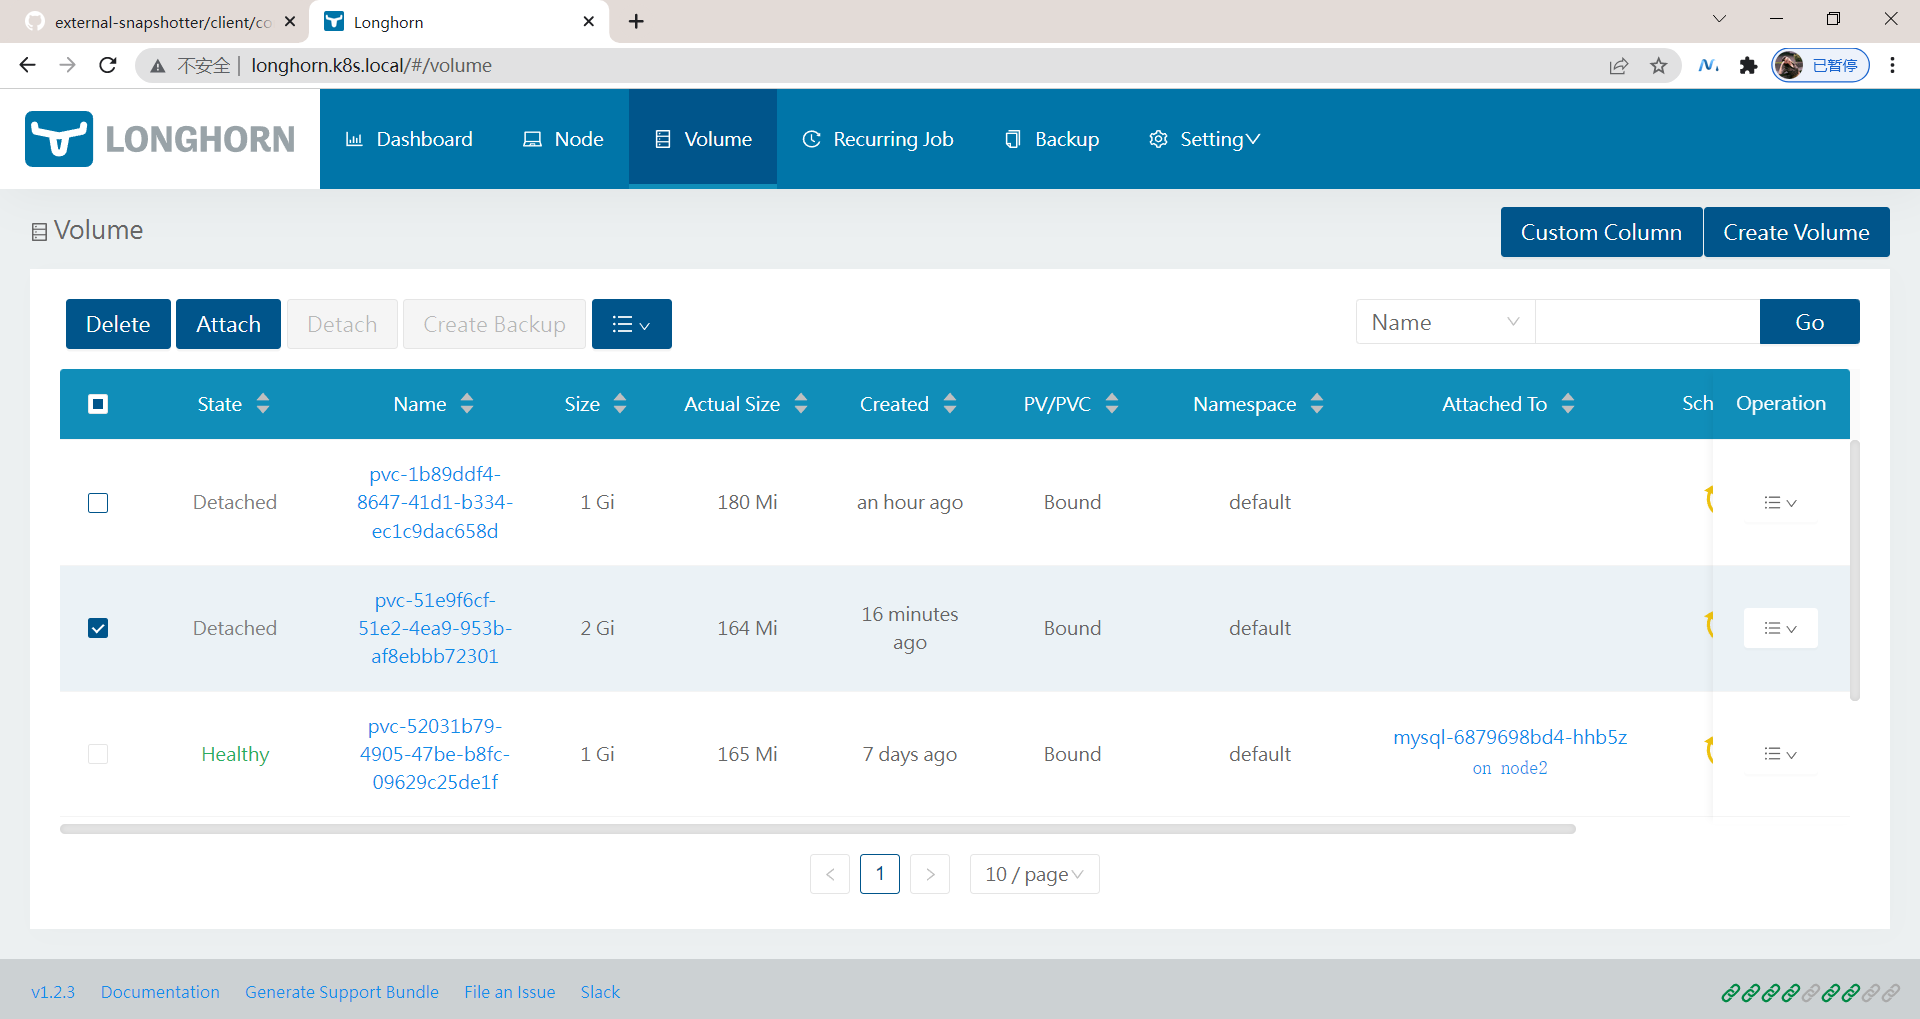 external-snapshotter/client/co
Longhorn
不安全
longhorn.k8s.local/#/volume
已暂停
LONGHORN
Dashboard
Node
Volume
Recurring Job
Backup
Setting
Volume
Custom Column
Create Volume
Delete
Attach
Detach
Create Backup
Name
Go
State
Name
Size
Actual Size
Created
PV/PVC
Namespace
Attached To
Sch
Operation
Detached
pvc-1b89ddf4-
8647-41d1-b334-
ec1c9dac658d
1 Gi
180 Mi
an hour ago
Bound
default
Detached
pvc-51e9f6cf-
51e2-4ea9-953b-
af8ebbb72301
2 Gi
164 Mi
16 minutes
ago
Bound
default
Healthy
pvc-52031b79-
4905-47be-b8fc-
09629c25de1f
1 Gi
165 Mi
7 days ago
Bound
default
mysql-6879698bd4-hhb5z
on node2
1
10 / page
v1.2.3
Documentation
Generate Support Bundle
File an Issue
Slack